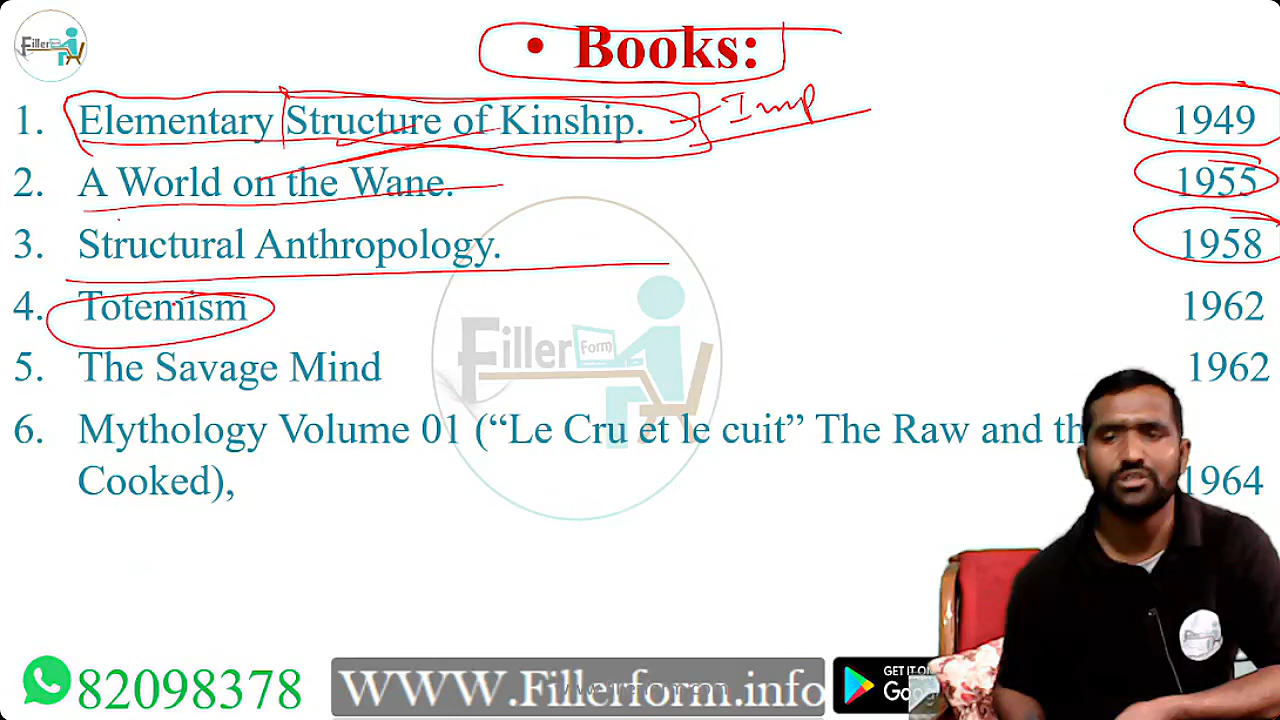 Filler
• Books:
1. Elementary Structure of Kinship. Imp 1949
2. A World on the Wane. 1955
3. Structural Anthropology. 1958
4. Totemism 1962
Filler Form
5. The Savage Mind 1962
6. Mythology Volume 01 (“Le Cru et le cuit” The Raw and th
Cooked), 1964
82098378 WWW.Fillerform.info GET IT ON